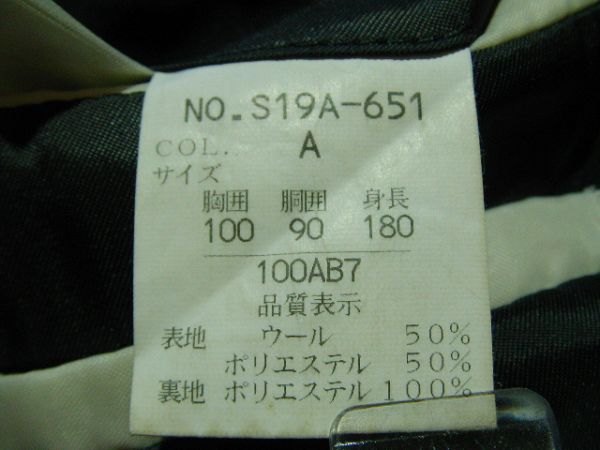 NO.S19A-651
COL. A
サイズ
胸囲 胴囲 身長
100 90 180
100AB7
品質表示
表地 ウール 50%
ポリエステル 50%
裏地 ポリエステル 100%